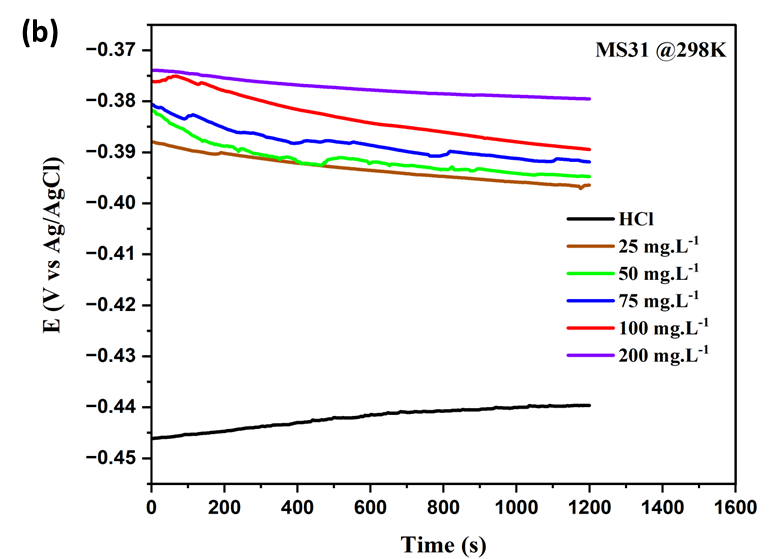 (b)
MS31 @298K
−0.37
−0.38
−0.39
−0.40
−0.41
−0.42
−0.43
−0.44
−0.45
E (V vs Ag/AgCl)
HCl
25 mg.L⁻¹
50 mg.L⁻¹
75 mg.L⁻¹
100 mg.L⁻¹
200 mg.L⁻¹
0 200 400 600 800 1000 1200 1400 1600
Time (s)